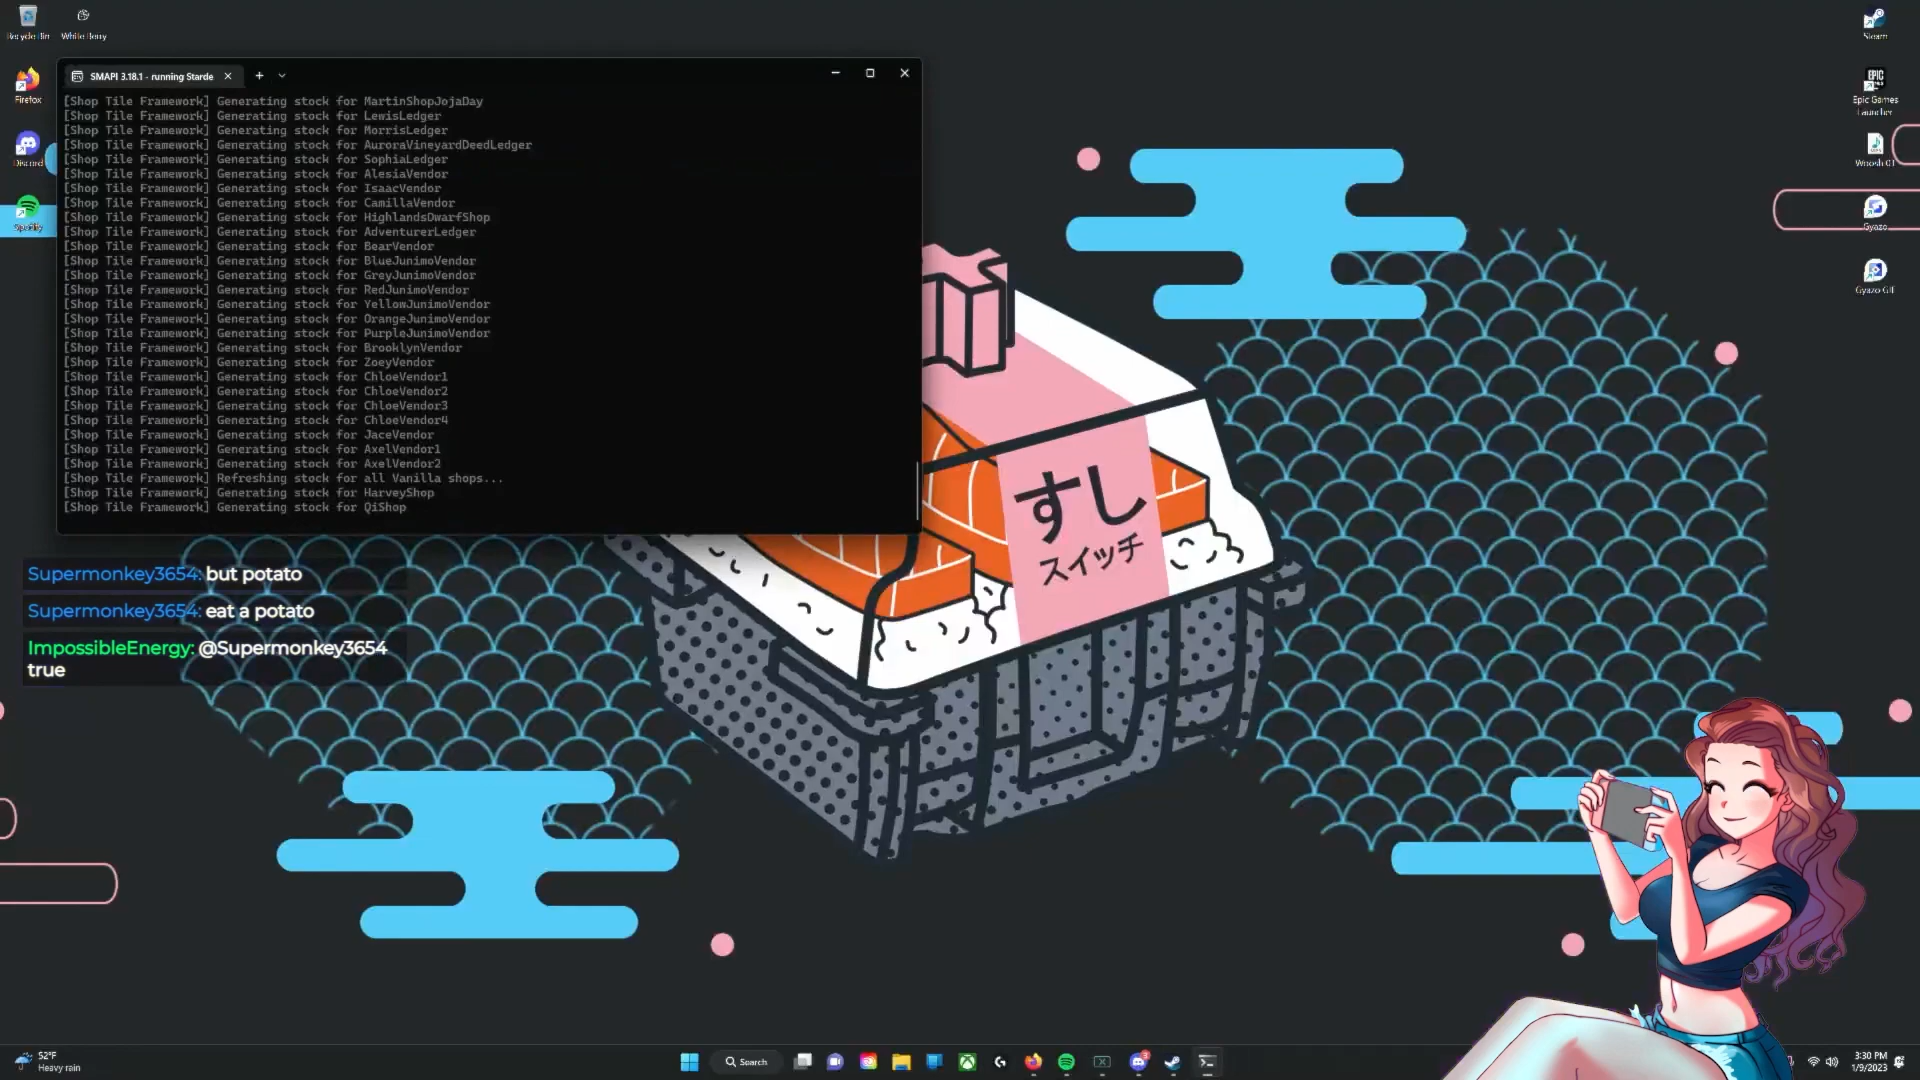 Recycle Bin
White Berry
Steam
SMAPI 3.18.1 - running Starde
Firefox
EPIC
GAMES
Epic Games
Launcher
Discord
Woosh 01
Spotify
Gyazo
Gyazo GIF
[Shop Tile Framework] Generating stock for MartinShopJojaDay
[Shop Tile Framework] Generating stock for LewisLedger
[Shop Tile Framework] Generating stock for MorrisLedger
[Shop Tile Framework] Generating stock for AuroraVineyardDeedLedger
[Shop Tile Framework] Generating stock for SophiaLedger
[Shop Tile Framework] Generating stock for AlesiaVendor
[Shop Tile Framework] Generating stock for IsaacVendor
[Shop Tile Framework] Generating stock for CamillaVendor
[Shop Tile Framework] Generating stock for HighlandsDwarfShop
[Shop Tile Framework] Generating stock for AdventurerLedger
[Shop Tile Framework] Generating stock for BearVendor
[Shop Tile Framework] Generating stock for BlueJunimoVendor
[Shop Tile Framework] Generating stock for GreyJunimoVendor
[Shop Tile Framework] Generating stock for RedJunimoVendor
[Shop Tile Framework] Generating stock for YellowJunimoVendor
[Shop Tile Framework] Generating stock for OrangeJunimoVendor
[Shop Tile Framework] Generating stock for PurpleJunimoVendor
[Shop Tile Framework] Generating stock for BrooklynVendor
[Shop Tile Framework] Generating stock for ZoeyVendor
[Shop Tile Framework] Generating stock for ChloeVendor1
[Shop Tile Framework] Generating stock for ChloeVendor2
[Shop Tile Framework] Generating stock for ChloeVendor3
[Shop Tile Framework] Generating stock for ChloeVendor4
[Shop Tile Framework] Generating stock for JaceVendor
[Shop Tile Framework] Generating stock for AxelVendor1
[Shop Tile Framework] Generating stock for AxelVendor2
[Shop Tile Framework] Refreshing stock for all Vanilla shops...
[Shop Tile Framework] Generating stock for HarveyShop
[Shop Tile Framework] Generating stock for QiShop
すし
スイッチ
Supermonkey3654: but potato
Supermonkey3654: eat a potato
ImpossibleEnergy: @Supermonkey3654
true
52°F
Heavy rain
Search
3:30 PM
1/9/2023